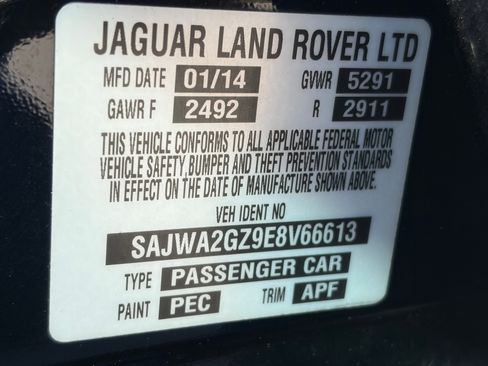 JAGUAR LAND ROVER LTD
MFD DATE 01/14 GVWR 5291
GAWR F 2492 R 2911
THIS VEHICLE CONFORMS TO ALL APPLICABLE FEDERAL MOTOR
VEHICLE SAFETY, BUMPER AND THEFT PREVENTION STANDARDS
IN EFFECT ON THE DATE OF MANUFACTURE SHOWN ABOVE.
VEH IDENT NO
SAJWA2GZ9E8V66613
TYPE PASSENGER CAR
PAINT PEC TRIM APF